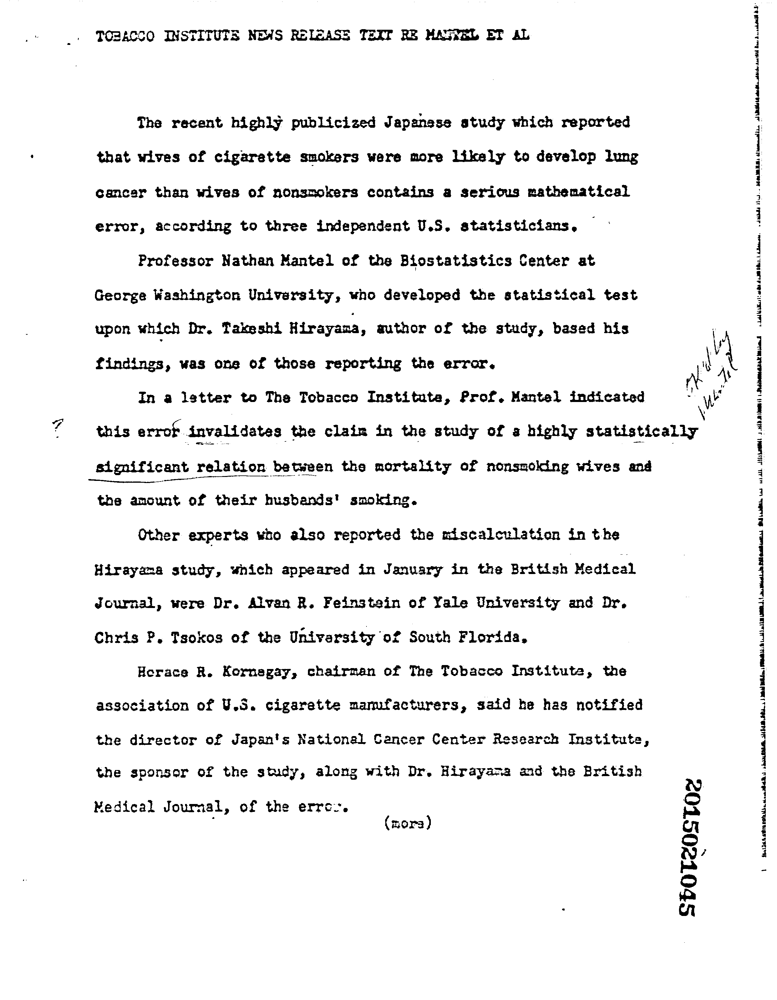 TOBACCO INSTITUTE NEWS RELEASE TEXT RE MANTEL ET AL
The recent highly publicized Japanese study which reported
that wives of cigarette smokers were more likely to develop lung
cancer than wives of nonsmokers contains a serious mathematical
error, according to three independent U.S. statisticians.
Professor Nathan Mantel of the Biostatistics Center at
George Washington University, who developed the statistical test
upon which Dr. Takeshi Hirayama, author of the study, based his
findings, was one of those reporting the error.
OK'd by
Mantel
In a letter to The Tobacco Institute, Prof. Mantel indicated
?
this error invalidates the claim in the study of a highly statistically
significant relation between the mortality of nonsmoking wives and
the amount of their husbands' smoking.
Other experts who also reported the miscalculation in the
Hirayama study, which appeared in January in the British Medical
Journal, were Dr. Alvan R. Feinstein of Yale University and Dr.
Chris P. Tsokos of the University of South Florida.
Horace R. Kornegay, chairman of The Tobacco Institute, the
association of U.S. cigarette manufacturers, said he has notified
the director of Japan's National Cancer Center Research Institute,
the sponsor of the study, along with Dr. Hirayama and the British
Medical Journal, of the error.
(more)
2015021045